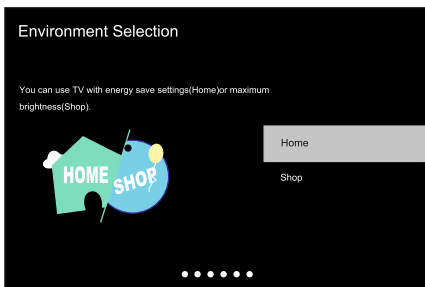 Environment Selection
You can use TV with energy save settings(Home)or maximum
brightness(Shop).
HOME
SHOP
Home
Shop